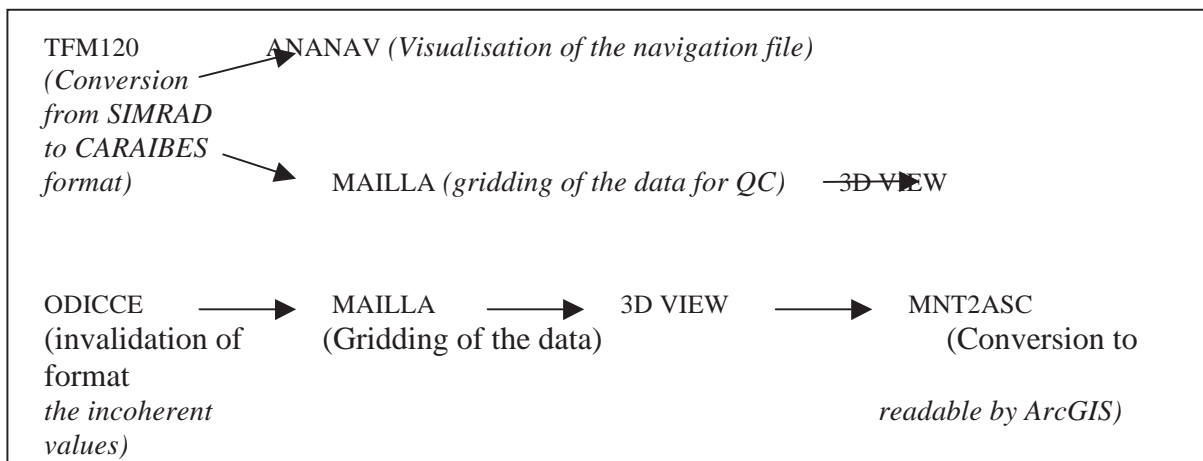 TFM120 ANANAV (Visualisation of the navigation file)
(Conversion
from SIMRAD
to CARAIBES
format)
MAILLA (gridding of the data for QC) 3D VIEW
ODICCE MAILLA 3D VIEW MNT2ASC
(invalidation of (Gridding of the data) (Conversion to
format
the incoherent readable by ArcGIS)
values)